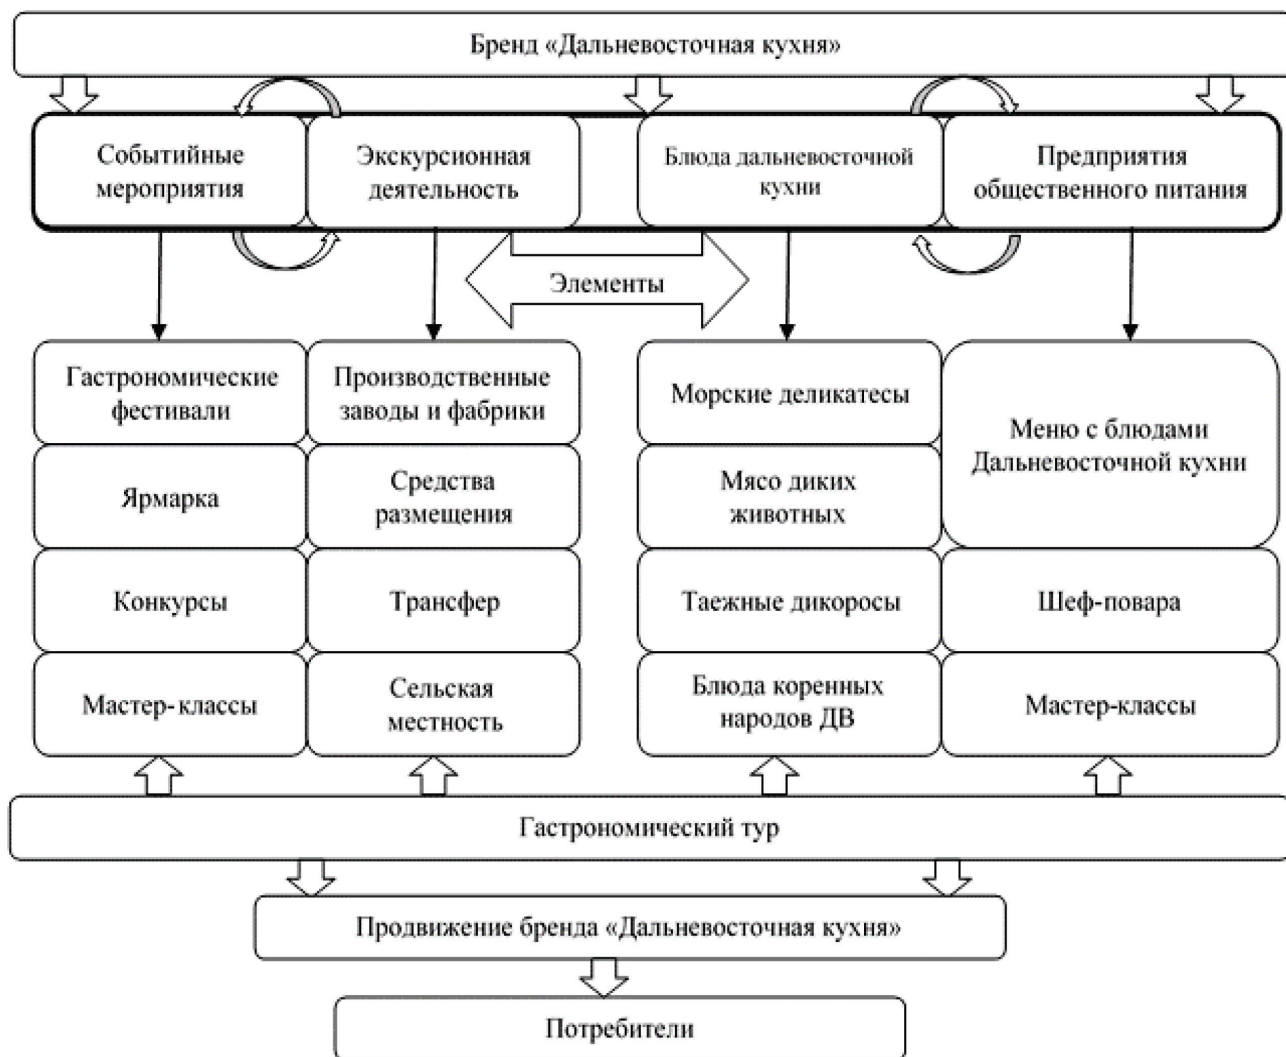 Бренд «Дальневосточная кухня»
Событийные
мероприятия
Экскурсионная
деятельность
Блюда дальневосточной
кухни
Предприятия
общественного питания
Элементы
Гастрономические
фестивали
Производственные
заводы и фабрики
Морские деликатесы
Меню с блюдами
Дальневосточной кухни
Ярмарка
Средства
размещения
Мясо диких
животных
Конкурсы
Трансфер
Таежные дикоросы
Шеф-повара
Мастер-классы
Сельская
местность
Блюда коренных
народов ДВ
Мастер-классы
Гастрономический тур
Продвижение бренда «Дальневосточная кухня»
Потребители